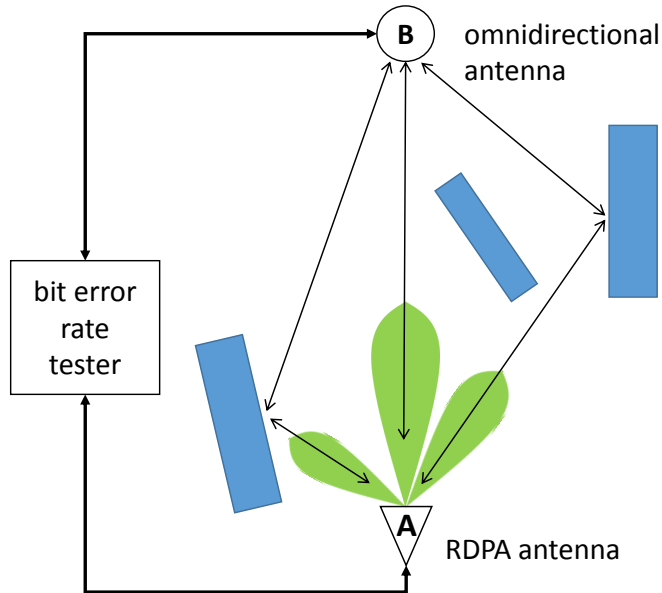 B
omnidirectional
antenna
bit error
rate
tester
A
RDPA antenna